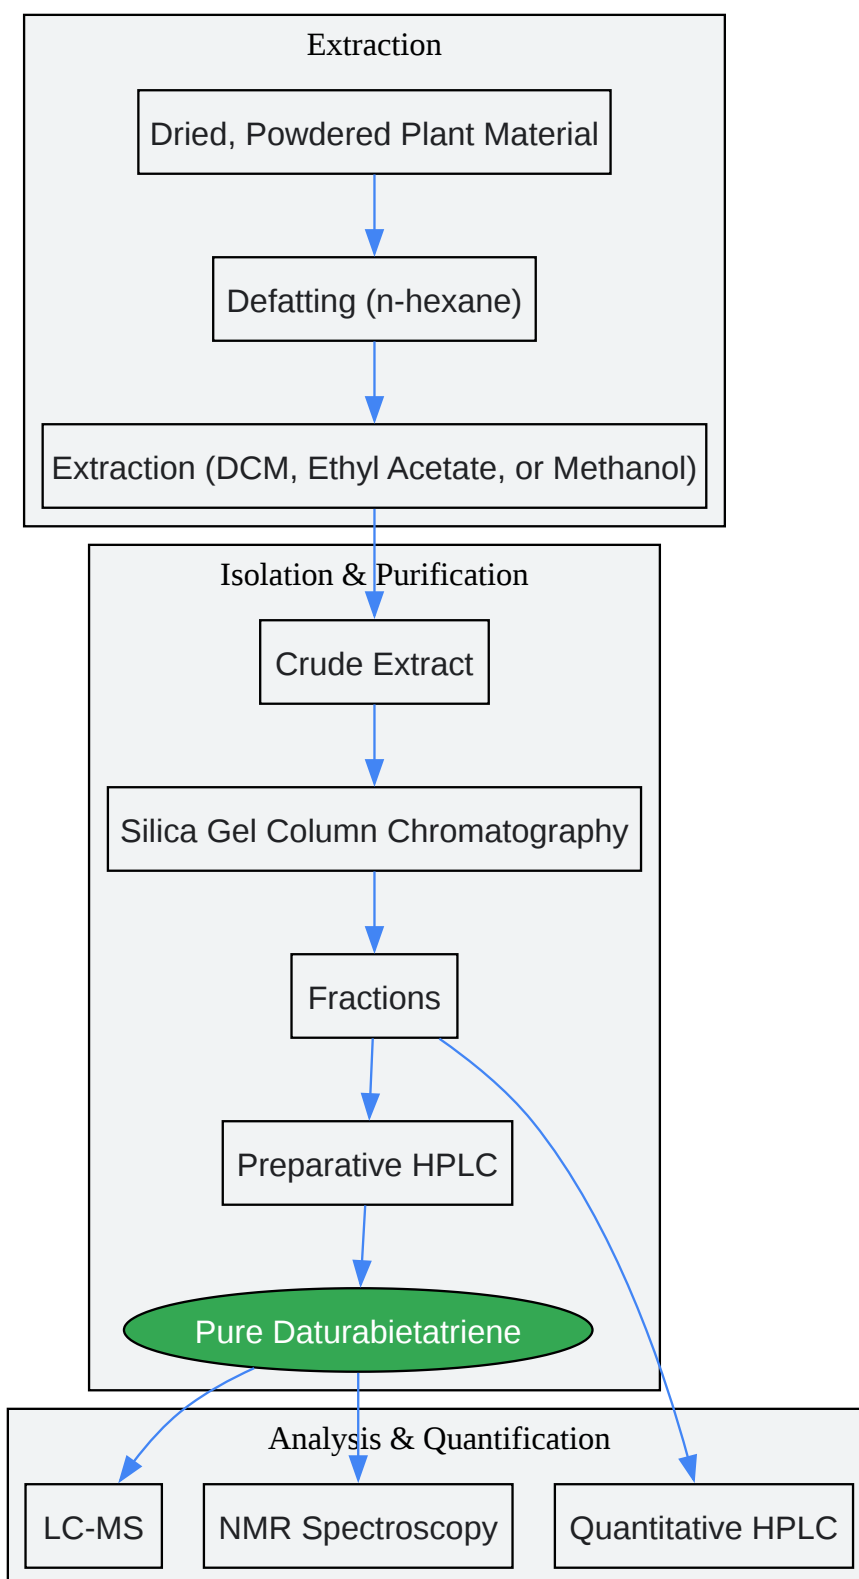 Extraction
Dried, Powdered Plant Material
Defatting (n-hexane)
Extraction (DCM, Ethyl Acetate, or Methanol)
Isolation & Purification
Crude Extract
Silica Gel Column Chromatography
Fractions
Preparative HPLC
Pure Daturabietatriene
Analysis & Quantification
LC-MS
NMR Spectroscopy
Quantitative HPLC